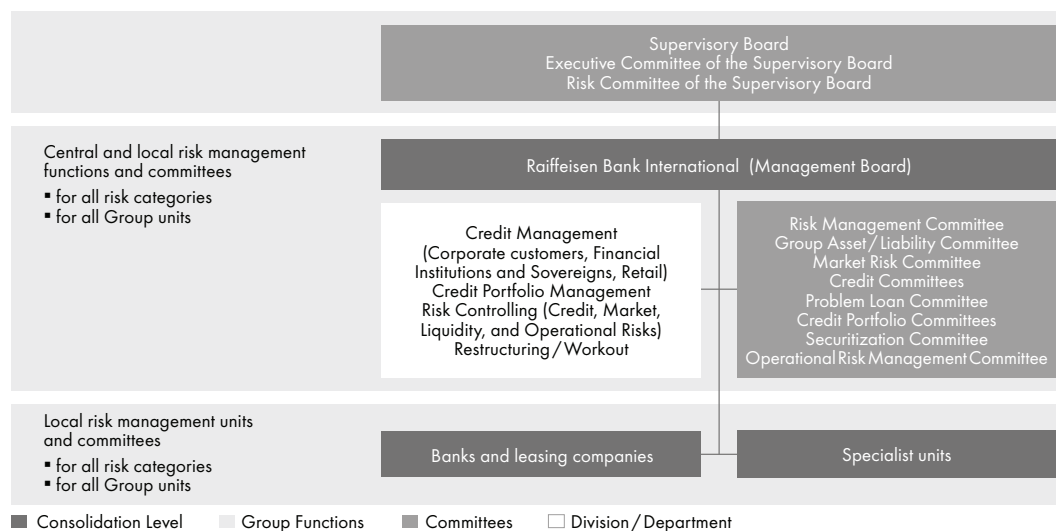 Supervisory Board
Executive Committee of the Supervisory Board
Risk Committee of the Supervisory Board
Central and local risk management
functions and committees
▪ for all risk categories
▪ for all Group units
Raiffeisen Bank International (Management Board)
Credit Management
(Corporate customers, Financial
Institutions and Sovereigns, Retail)
Credit Portfolio Management
Risk Controlling (Credit, Market,
Liquidity, and Operational Risks)
Restructuring/Workout
Risk Management Committee
Group Asset/Liability Committee
Market Risk Committee
Credit Committees
Problem Loan Committee
Credit Portfolio Committees
Securitization Committee
Operational Risk Management Committee
Local risk management units
and committees
▪ for all risk categories
▪ for all Group units
Banks and leasing companies
Specialist units
Consolidation Level
Group Functions
Committees
Division/Department